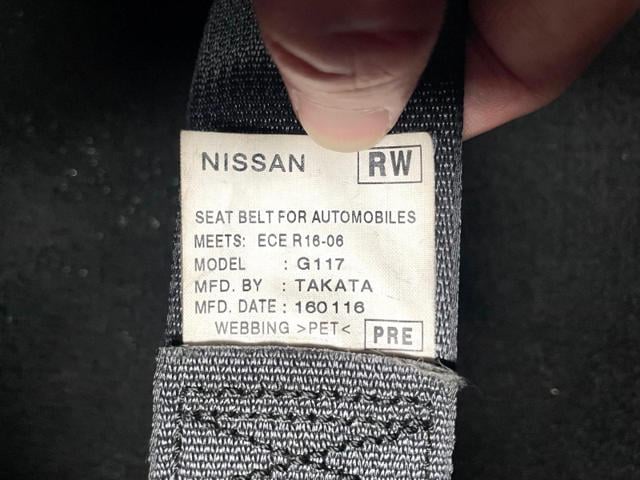 NISSAN RW
SEAT BELT FOR AUTOMOBILES
MEETS: ECE R16-06
MODEL : G117
MFD. BY : TAKATA
MFD. DATE : 160116
WEBBING >PET< PRE